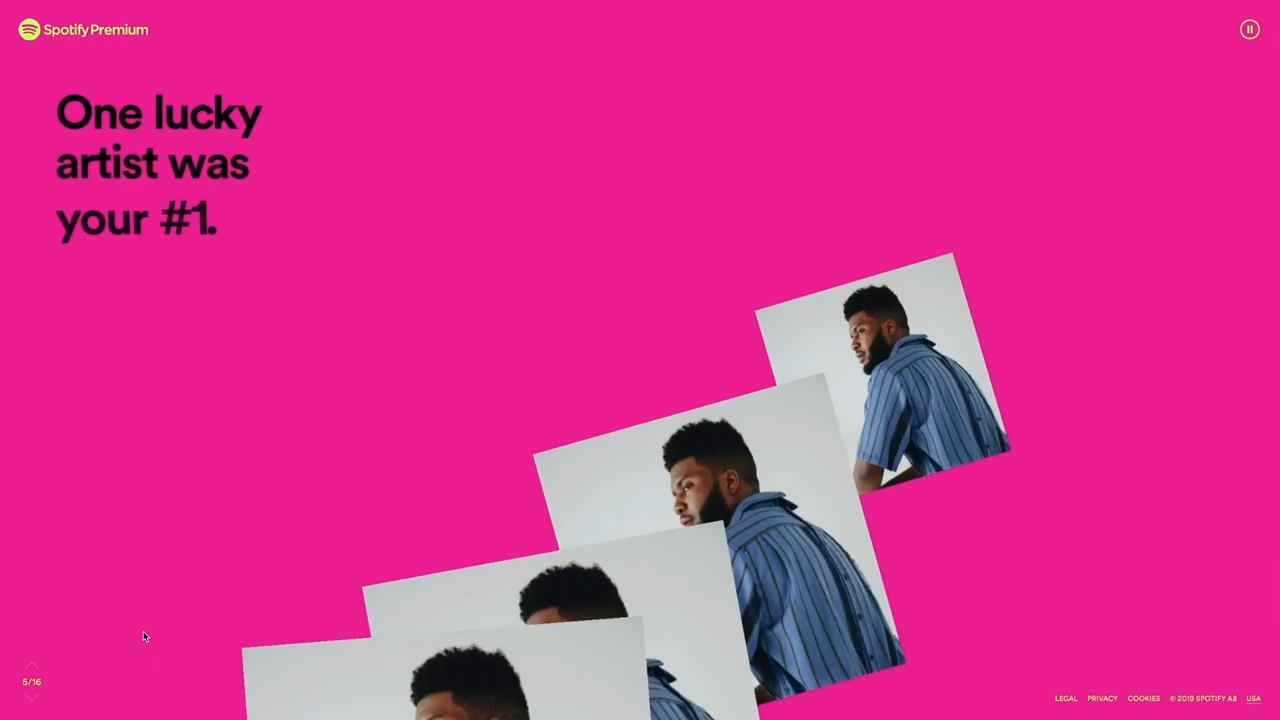 Spotify Premium
One lucky
artist was
your #1.
5/16
LEGAL PRIVACY COOKIES © 2019 SPOTIFY AB USA